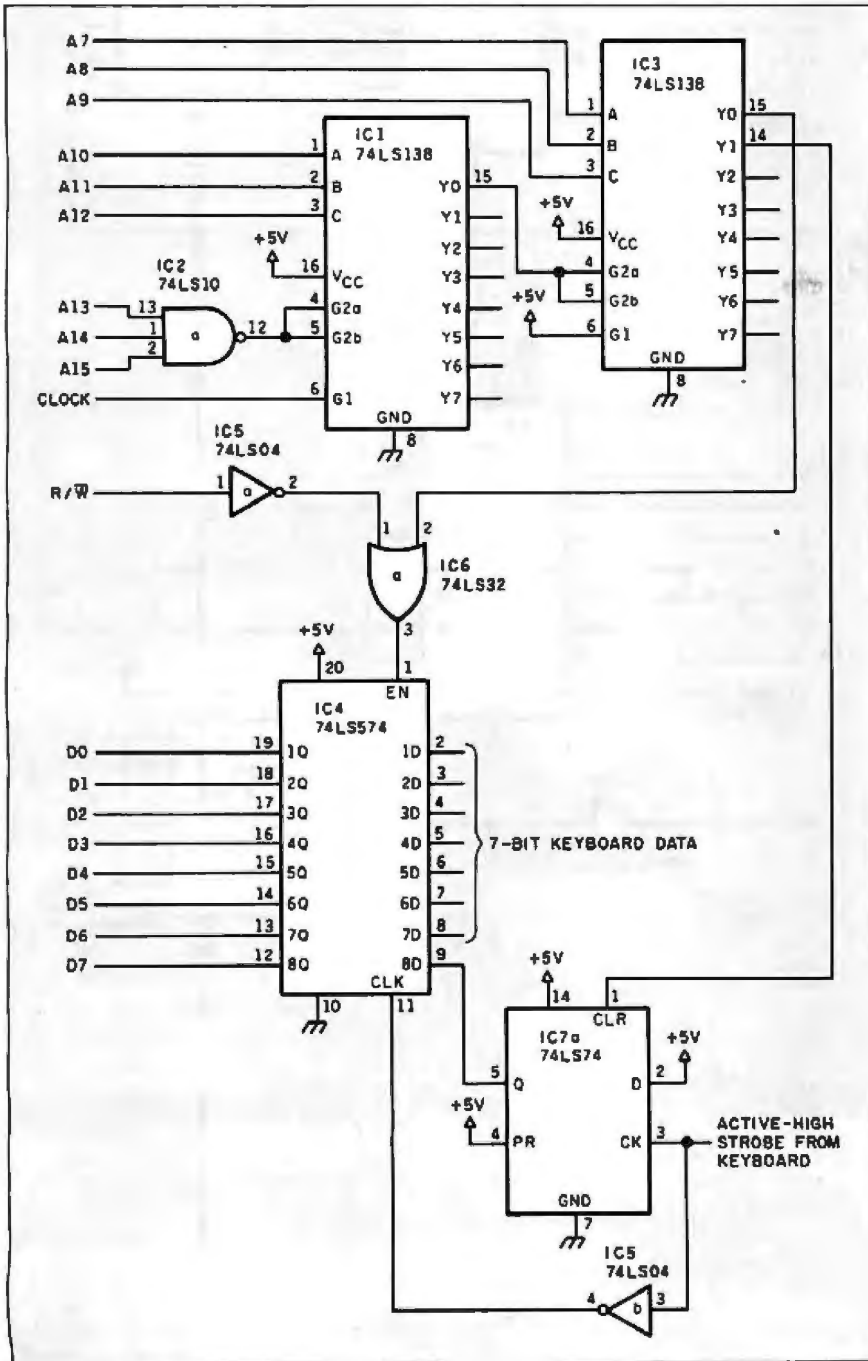 A7
A8
A9
A10
A11
A12
A13
A14
A15
CLOCK
R/W̅
IC1
74LS138
1 A
2 B
3 C
+5V
16 VCC
4 G2a
5 G2b
6 G1
GND
8
Y0 15
Y1
Y2
Y3
Y4
Y5
Y6
Y7
IC2
74LS10
13
1
2
a
12
IC3
74LS138
1 A
2 B
3 C
+5V
16 VCC
4 G2a
5 G2b
+5V
6 G1
GND
8
Y0 15
Y1 14
Y2
Y3
Y4
Y5
Y6
Y7
IC5
74LS04
1 a 2
1 2
a
IC6
74LS32
3
+5V
20
1
EN
IC4
74LS574
D0 19 1Q 1D 2
D1 18 2Q 2D 3
D2 17 3Q 3D 4
D3 16 4Q 4D 5
D4 15 5Q 5D 6
D5 14 6Q 6D 7
D6 13 7Q 7D 8
D7 12 8Q 8D 9
7-BIT KEYBOARD DATA
CLK
10
11
+5V
14
1
CLR
IC7a
74LS74
5 Q
D 2
+5V
+5V
4 PR
CK 3
ACTIVE-HIGH
STROBE FROM
KEYBOARD
GND
7
IC5
74LS04
4 b 3